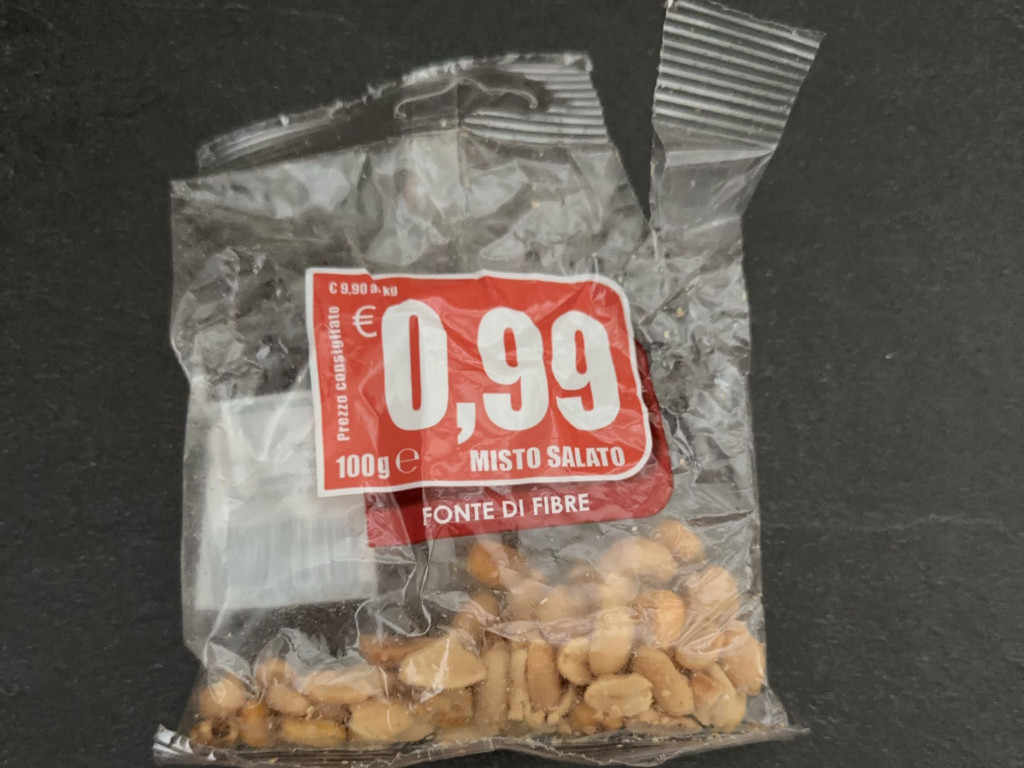 € 9,90 al kg
Prezzo consigliato
€ 0,99
100g ℮
MISTO SALATO
FONTE DI FIBRE